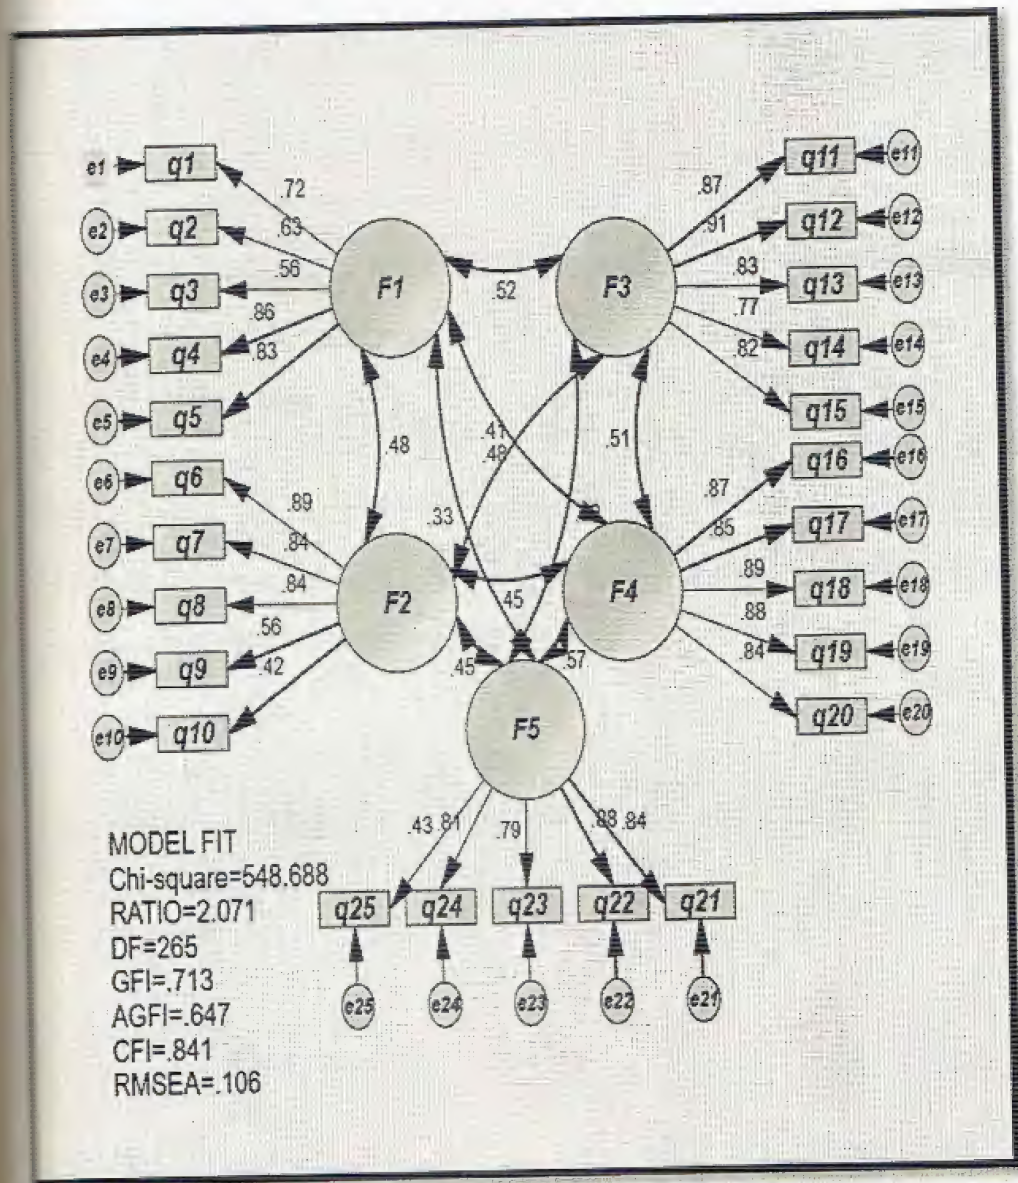 e1 q1 .72
e2 q2 .63
e3 q3 .56
e4 q4 .86
e5 q5 .83
F1
e6 q6 .89
e7 q7 .84
e8 q8 .84
e9 q9 .56
e10 q10 .42
F2
.52
.48
.41
.48
.33
.51
.45
.45
.57
F3
.87 q11 e11
.91 q12 e12
.83 q13 e13
.77 q14 e14
.82 q15 e15
F4
.87 q16 e16
.85 q17 e17
.89 q18 e18
.88 q19 e19
.84 q20 e20
F5
.43 .81 .79 .88 .84
q25 q24 q23 q22 q21
e25 e24 e23 e22 e21
MODEL FIT
Chi-square=548.688
RATIO=2.071
DF=265
GFI=.713
AGFI=.647
CFI=.841
RMSEA=.106